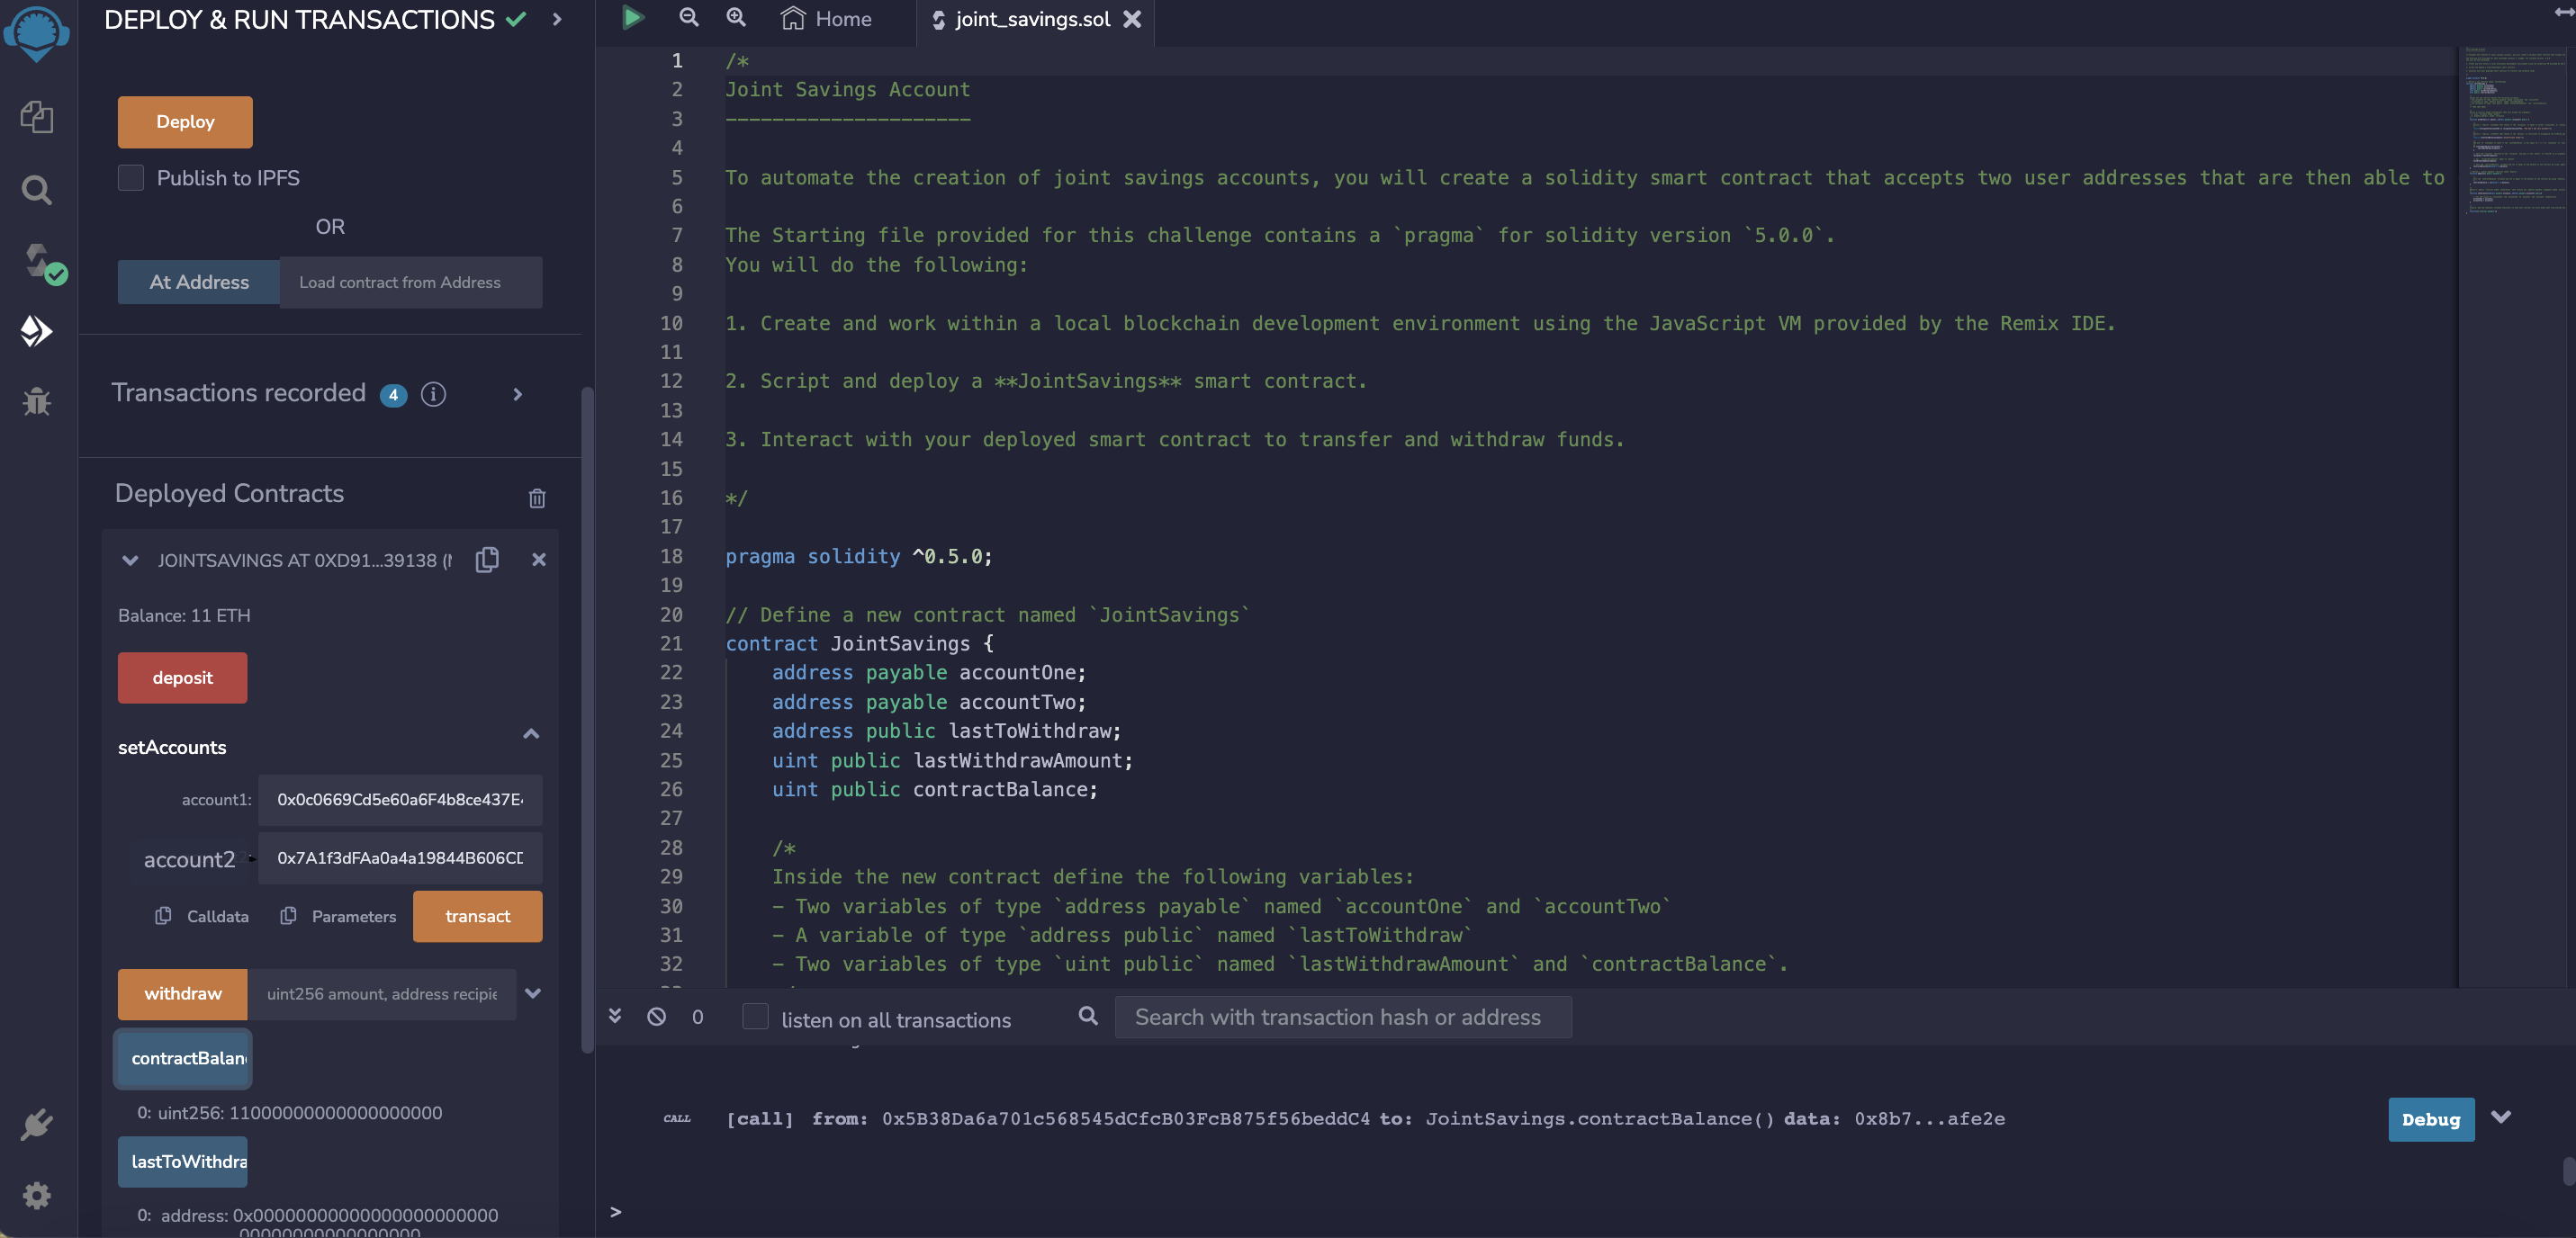 DEPLOY & RUN TRANSACTIONS
Deploy
Publish to IPFS
OR
At Address
Load contract from Address
Transactions recorded 4
Deployed Contracts
JOINTSAVINGS AT 0XD91...39138
Balance: 11 ETH
deposit
setAccounts
account1: 0x0c0669Cd5e60a6F4b8ce437E
account2 0x7A1f3dFAa0a4a19844B606CD
Calldata
Parameters
transact
withdraw
uint256 amount, address recipie
contractBalan
0: uint256: 11000000000000000000
lastToWithdra
0: address: 0x00000000000000000000000
Home
joint_savings.sol
1 /*
2 Joint Savings Account
3 ---------------------
4
5 To automate the creation of joint savings accounts, you will create a solidity smart contract that accepts two user addresses that are then able to
6
7 The Starting file provided for this challenge contains a `pragma` for solidity version `5.0.0`.
8 You will do the following:
9
10 1. Create and work within a local blockchain development environment using the JavaScript VM provided by the Remix IDE.
11
12 2. Script and deploy a **JointSavings** smart contract.
13
14 3. Interact with your deployed smart contract to transfer and withdraw funds.
15
16 */
17
18 pragma solidity ^0.5.0;
19
20 // Define a new contract named `JointSavings`
21 contract JointSavings {
22 address payable accountOne;
23 address payable accountTwo;
24 address public lastToWithdraw;
25 uint public lastWithdrawAmount;
26 uint public contractBalance;
27
28 /*
29 Inside the new contract define the following variables:
30 - Two variables of type `address payable` named `accountOne` and `accountTwo`
31 - A variable of type `address public` named `lastToWithdraw`
32 - Two variables of type `uint public` named `lastWithdrawAmount` and `contractBalance`.
0
listen on all transactions
Search with transaction hash or address
CALL [call] from: 0x5B38Da6a701c568545dCfcB03FcB875f56beddC4 to: JointSavings.contractBalance() data: 0x8b7...afe2e
Debug
>